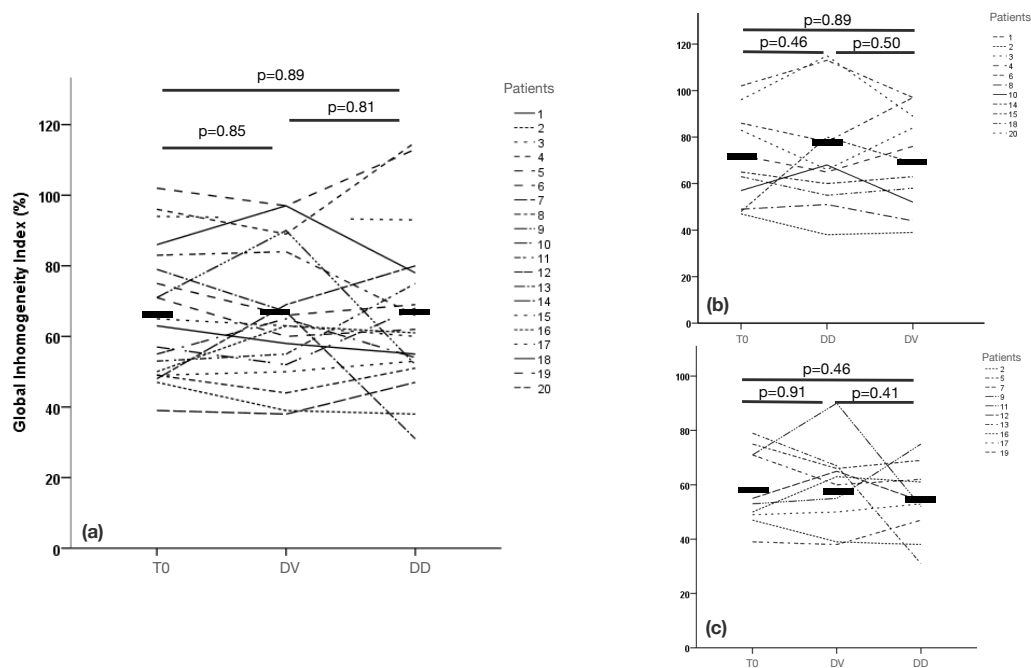 Global Inhomogeneity Index (%)
120
100
80
60
40
20
0
p=0.89
p=0.81
p=0.85
(a)
T0
DV
DD
Patients
1
2
3
4
5
6
7
8
9
10
11
12
13
14
15
16
17
18
19
20
120
100
80
60
40
20
0
p=0.89
p=0.46
p=0.50
(b)
T0
DD
DV
Patients
1
2
3
4
6
8
10
14
15
18
20
100
80
60
40
20
0
p=0.46
p=0.91
p=0.41
(c)
T0
DV
DD
Patients
2
5
7
9
11
12
13
16
17
19